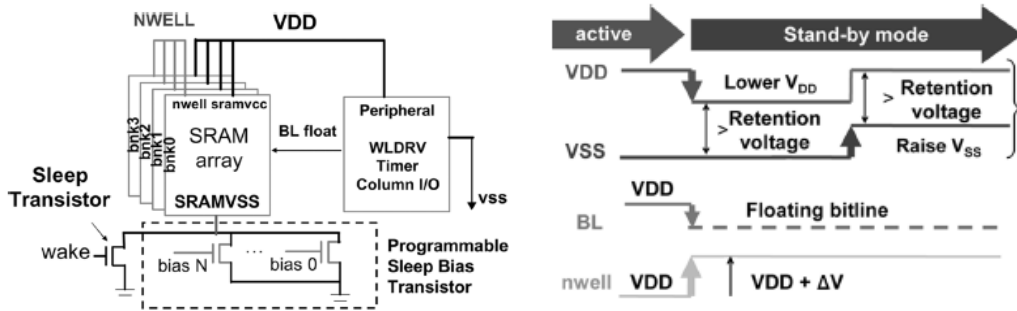 NWELL
VDD
nwell sramvcc
SRAM
array
SRAMVSS
bnk3
bnk2
bnk1
bnk0
BL float
Peripheral
WLDRV
Timer
Column I/O
vss
Sleep
Transistor
wake
bias N
...
bias 0
Programmable
Sleep Bias
Transistor
active
Stand-by mode
VDD
Lower VDD
> Retention
voltage
> Retention
voltage
VSS
Raise VSS
VDD
BL
Floating bitline
nwell
VDD
VDD + ΔV